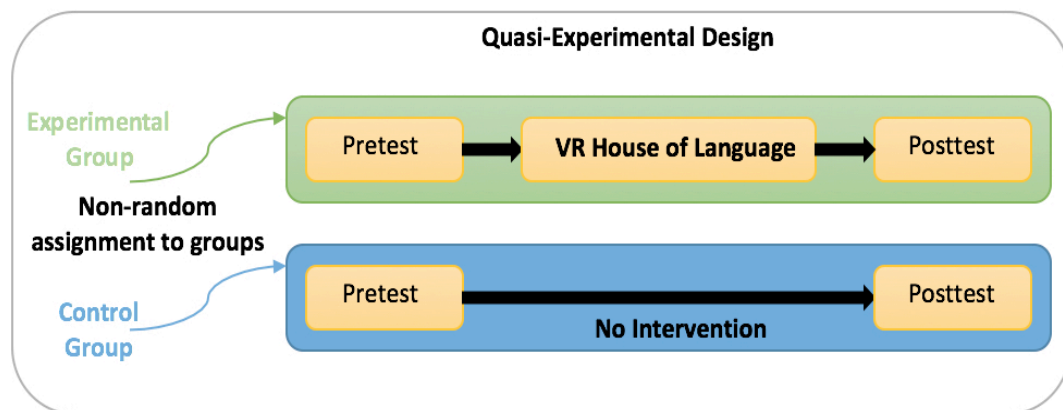 Quasi-Experimental Design
Experimental
Group
Pretest
VR House of Language
Posttest
Non-random
assignment to groups
Control
Group
Pretest
No Intervention
Posttest